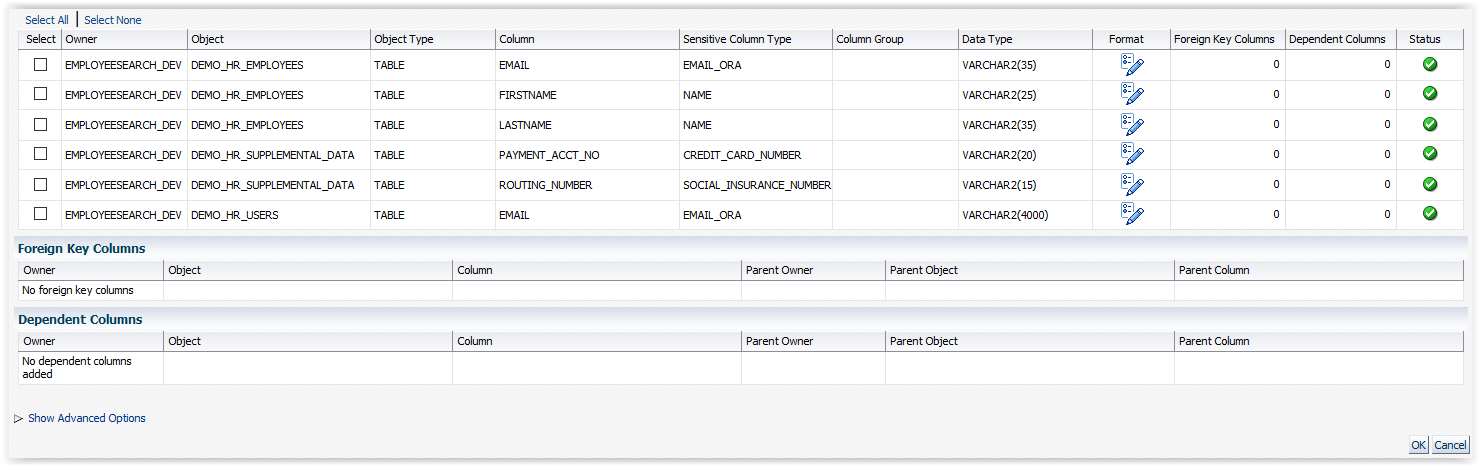 Select All | Select None
Select Owner Object Object Type Column Sensitive Column Type Column Group Data Type Format Foreign Key Columns Dependent Columns Status
EMPLOYEESEARCH_DEV DEMO_HR_EMPLOYEES TABLE EMAIL EMAIL_ORA VARCHAR2(35) 0 0
EMPLOYEESEARCH_DEV DEMO_HR_EMPLOYEES TABLE FIRSTNAME NAME VARCHAR2(25) 0 0
EMPLOYEESEARCH_DEV DEMO_HR_EMPLOYEES TABLE LASTNAME NAME VARCHAR2(35) 0 0
EMPLOYEESEARCH_DEV DEMO_HR_SUPPLEMENTAL_DATA TABLE PAYMENT_ACCT_NO CREDIT_CARD_NUMBER VARCHAR2(20) 0 0
EMPLOYEESEARCH_DEV DEMO_HR_SUPPLEMENTAL_DATA TABLE ROUTING_NUMBER SOCIAL_INSURANCE_NUMBER VARCHAR2(15) 0 0
EMPLOYEESEARCH_DEV DEMO_HR_USERS TABLE EMAIL EMAIL_ORA VARCHAR2(4000) 0 0
Foreign Key Columns
Owner Object Column Parent Owner Parent Object Parent Column
No foreign key columns
Dependent Columns
Owner Object Column Parent Owner Parent Object Parent Column
No dependent columns
added
Show Advanced Options
OK Cancel